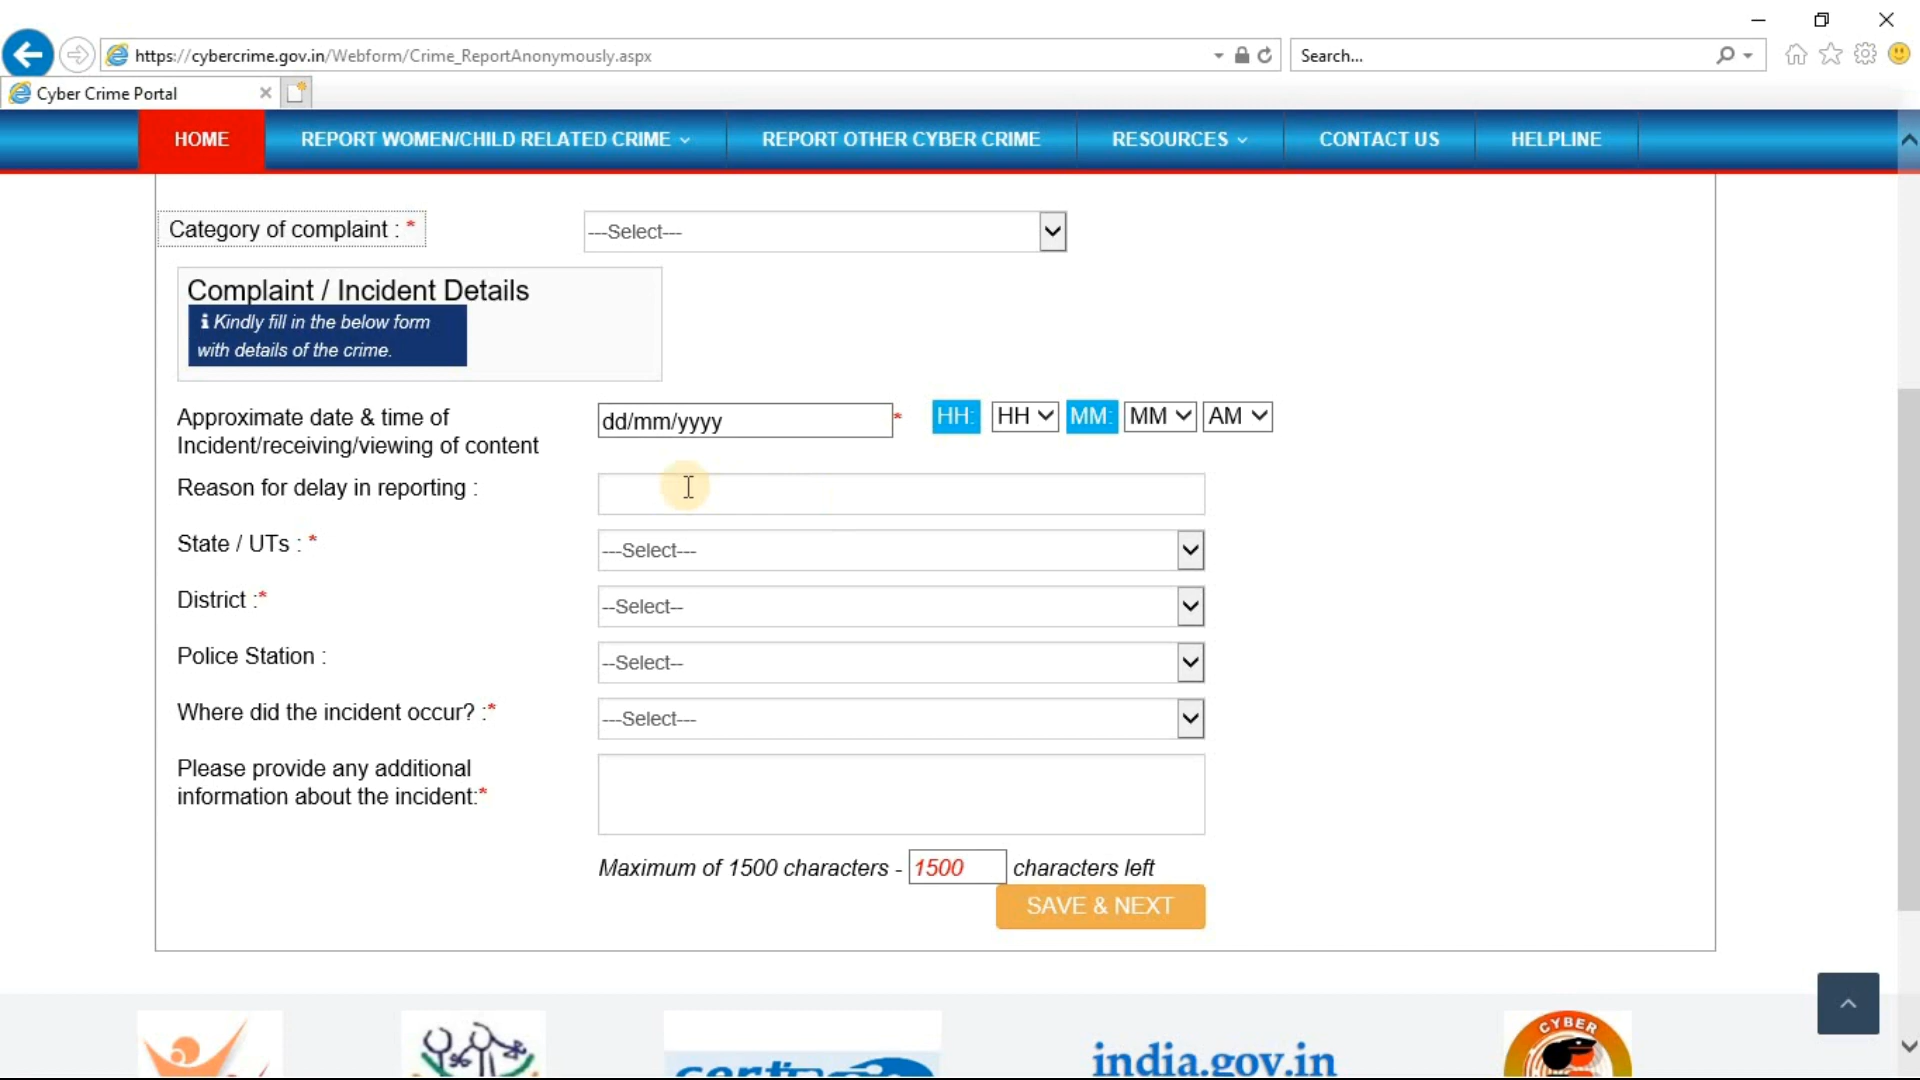 https://cybercrime.gov.in/Webform/Crime_ReportAnonymously.aspx
Search...
Cyber Crime Portal
HOME
REPORT WOMEN/CHILD RELATED CRIME
REPORT OTHER CYBER CRIME
RESOURCES
CONTACT US
HELPLINE
Category of complaint : *
---Select---
Complaint / Incident Details
i Kindly fill in the below form
with details of the crime.
Approximate date & time of
Incident/receiving/viewing of content
dd/mm/yyyy
*
HH:
HH
MM:
MM
AM
Reason for delay in reporting :
State / UTs : *
---Select---
District :*
--Select--
Police Station :
--Select--
Where did the incident occur? :*
---Select---
Please provide any additional
information about the incident:*
Maximum of 1500 characters - 1500 characters left
SAVE & NEXT
india.gov.in
CYBER